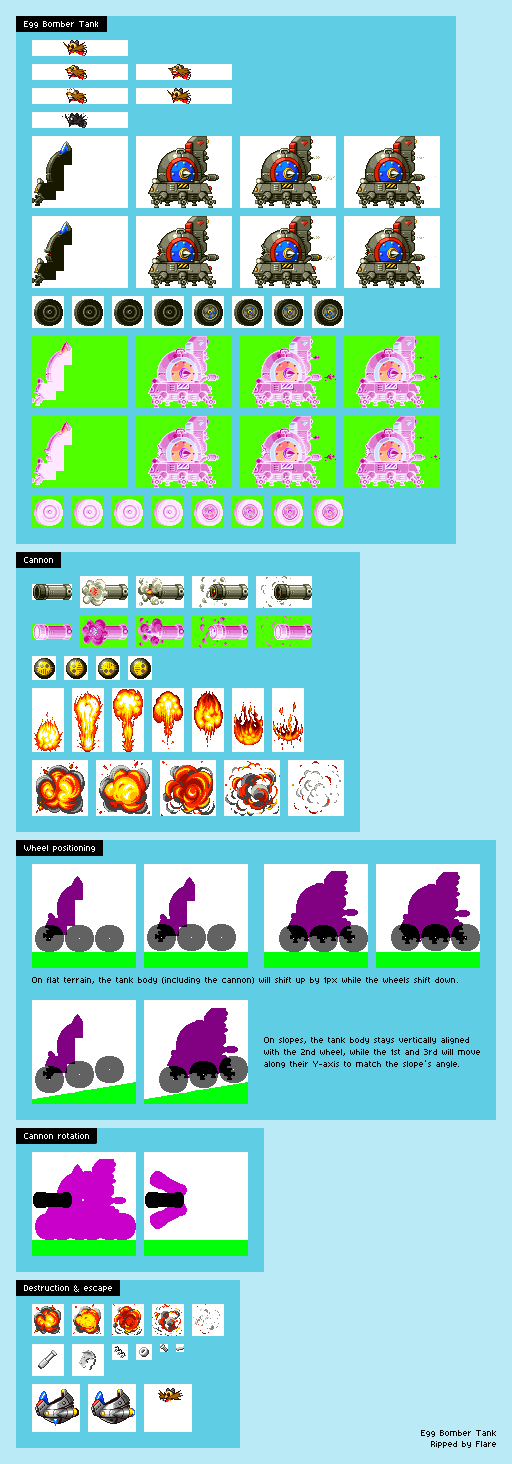 Egg Bomber Tank
Cannon
Wheel positioning
On flat terrain, the tank body (including the cannon) will shift up by 1px while the wheels shift down.
On slopes, the tank body stays vertically aligned
with the 2nd wheel, while the 1st and 3rd will move
along their Y-axis to match the slope's angle.
Cannon rotation
Destruction & escape
Egg Bomber Tank
Ripped by Flare